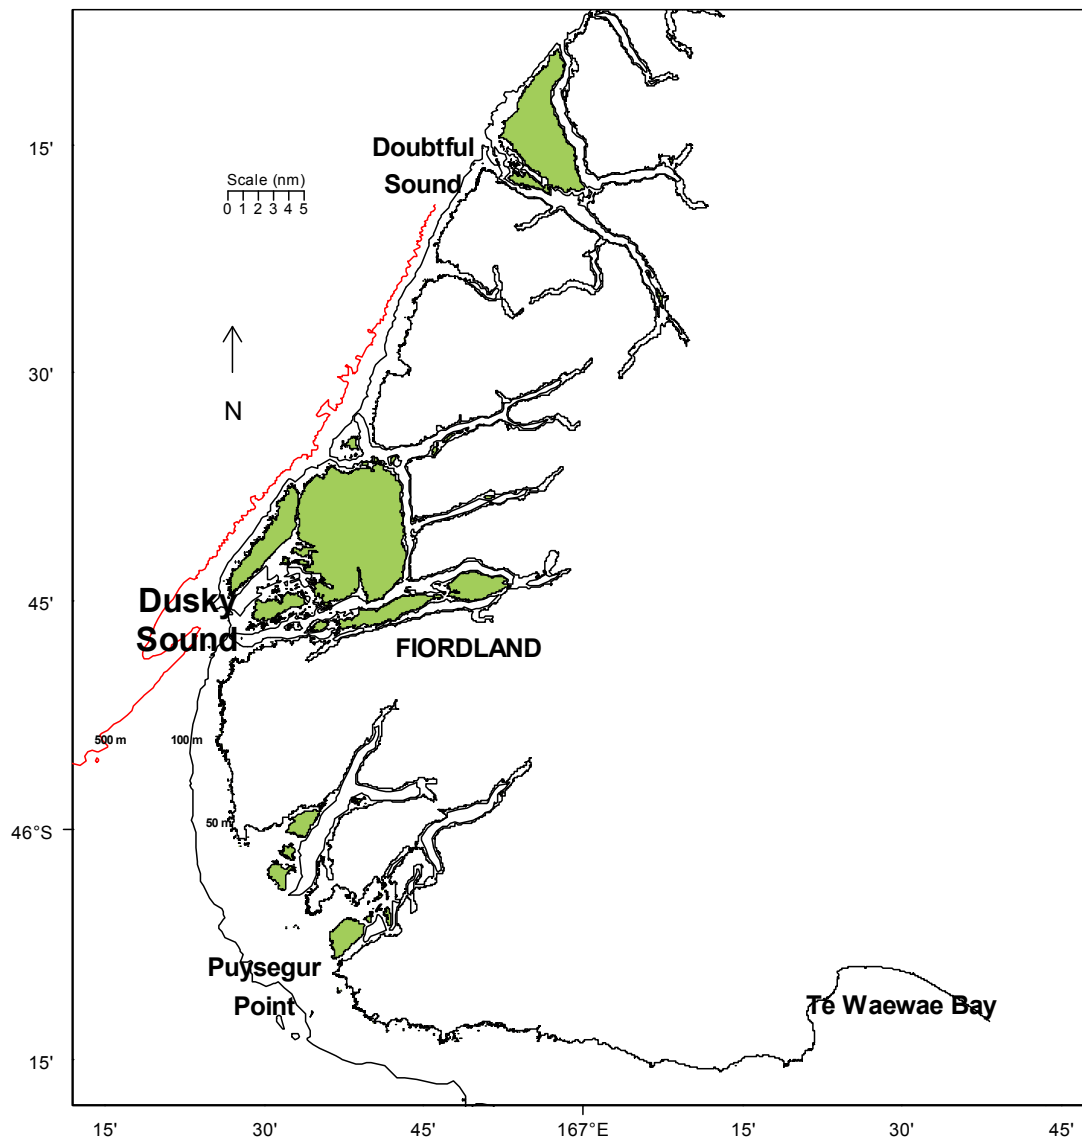 Doubtful
Sound
15'
Scale (nm)
0 1 2 3 4 5
30'
N
Dusky
Sound
45'
FIORDLAND
500 m
100 m
50 m
46°S
Puysegur
Point
Te Waewae Bay
15'
15'
30'
45'
167°E
15'
30'
45'